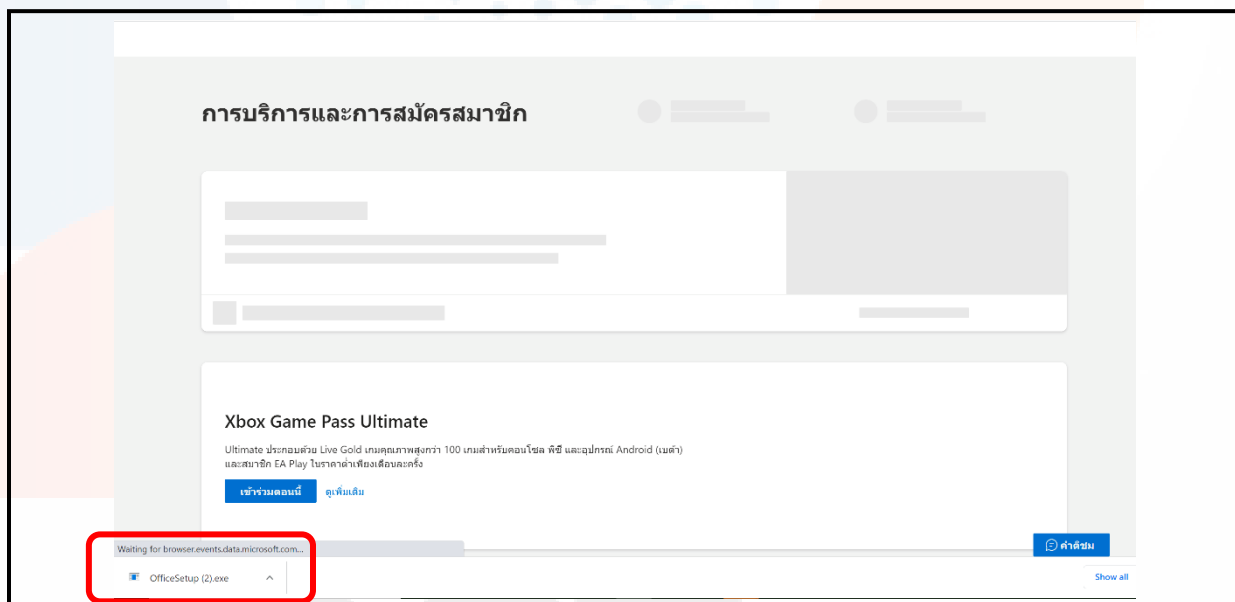 การบริการและการสมัครสมาชิก
Xbox Game Pass Ultimate
Ultimate ประกอบด้วย Live Gold เกมคุณภาพสูงกว่า 100 เกมสำหรับคอนโซล พีซี และอุปกรณ์ Android (เบต้า)
และสมาชิก EA Play ในราคาต่ำเพียงเดือนละครั้ง
เข้าร่วมตอนนี้ ดูเพิ่มเติม
คำติชม
Waiting for browser.events.data.microsoft.com...
OfficeSetup (2).exe
Show all